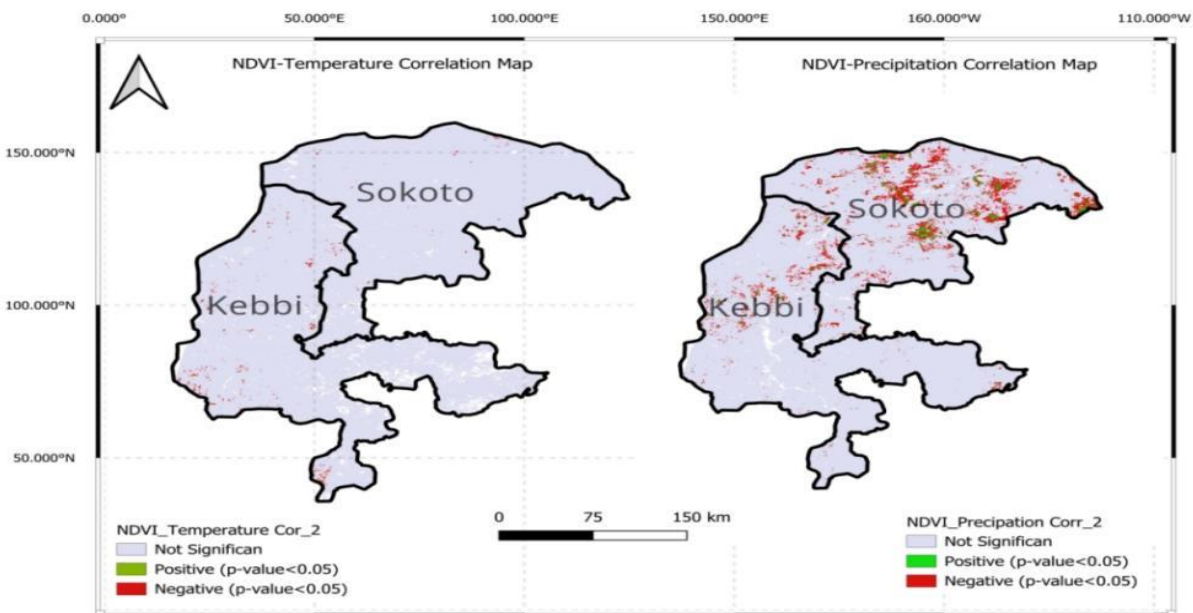 0.000° 50.000°E 100.000°E 150.000°W 160.000°W 110.000°W
NDVI-Temperature Correlation Map
NDVI-Precipitation Correlation Map
150.000°N
Sokoto
Sokoto
100.000°N
Kebbi
Kebbi
50.000°N
0 75 150 km
NDVI_Temperature Cor_2
Not Significan
Positive (p-value<0.05)
Negative (p-value<0.05)
NDVI_Precipation Corr_2
Not Significan
Positive (p-value<0.05)
Negative (p-value<0.05)